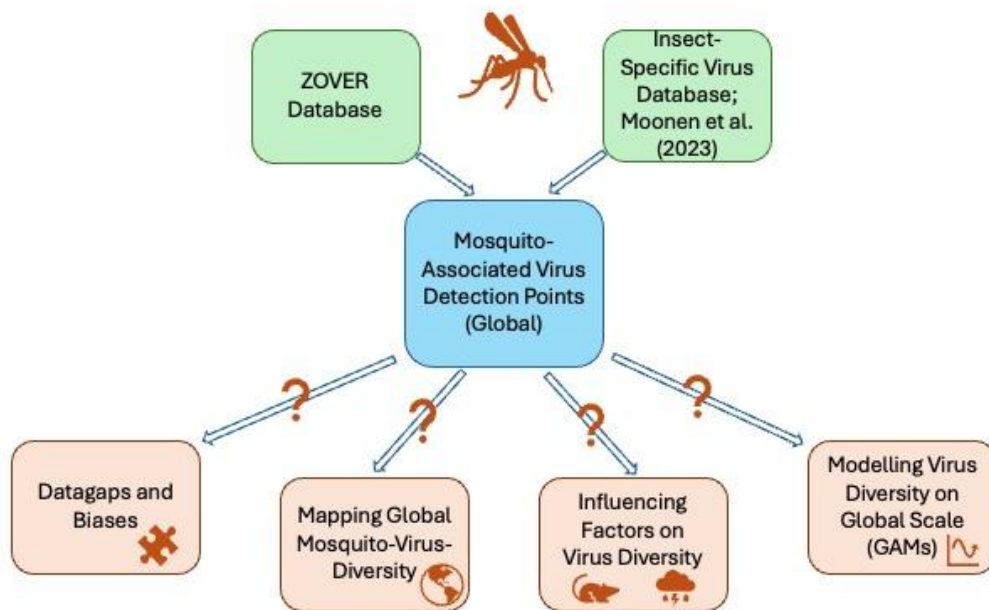 ZOVER
Database
Insect-
Specific Virus
Database;
Moonen et al.
(2023)
Mosquito-
Associated Virus
Detection Points
(Global)
?
?
?
?
Datagaps and
Biases
Mapping Global
Mosquito-Virus-
Diversity
Influencing
Factors on
Virus Diversity
Modelling Virus
Diversity on
Global Scale
(GAMs)